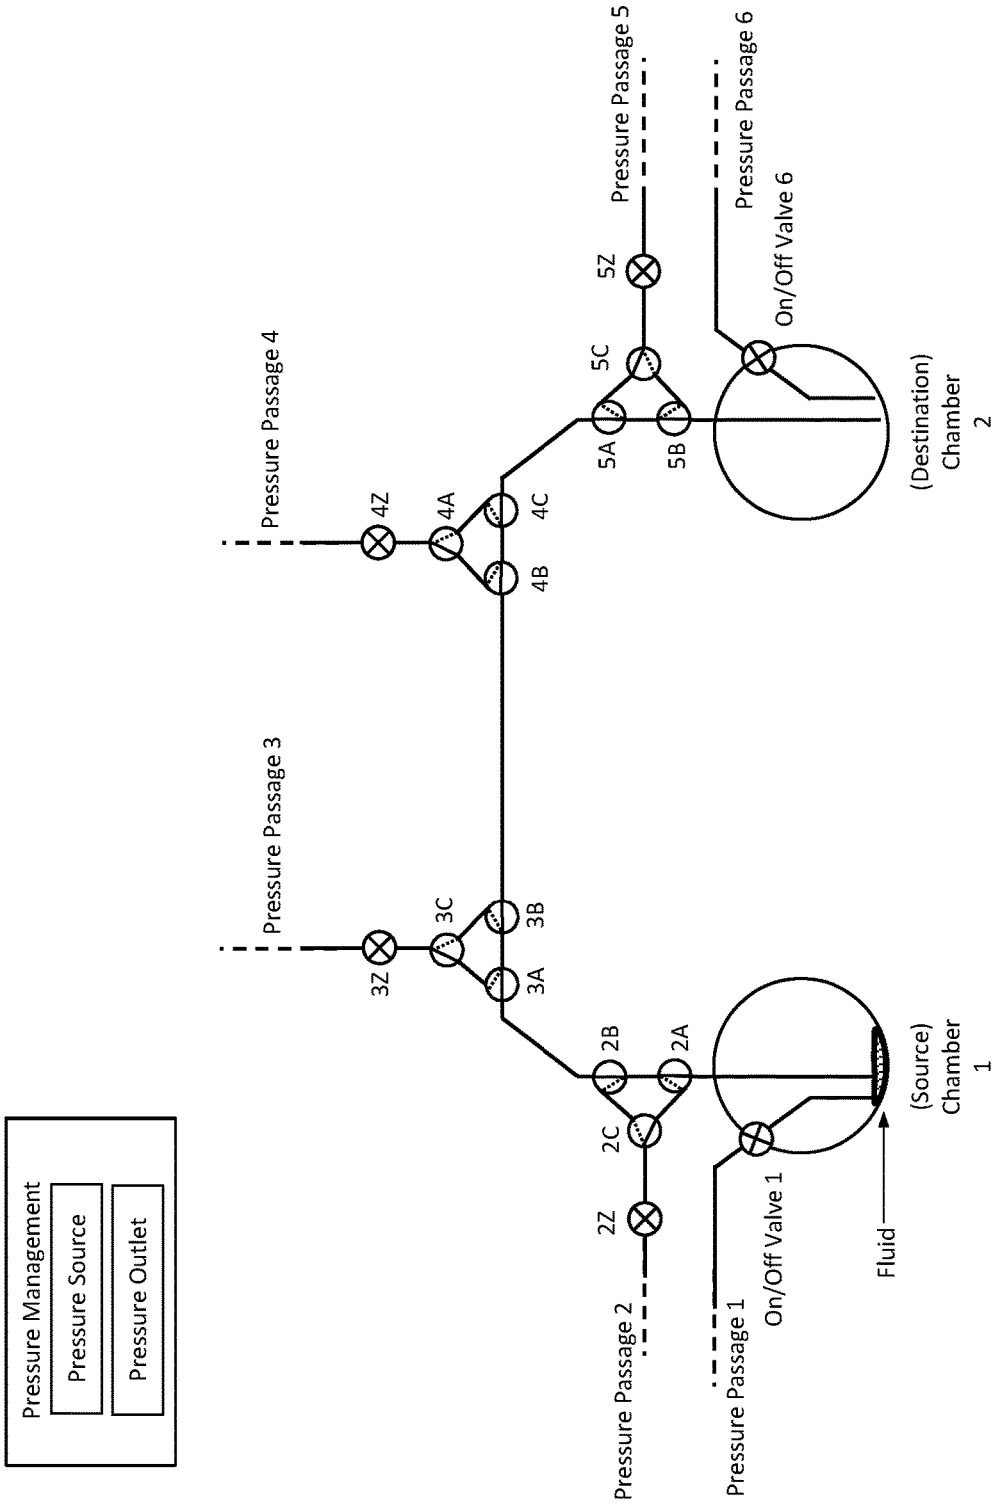 Pressure Management
Pressure Source
Pressure Outlet
Pressure Passage 3
Pressure Passage 4
3Z
4Z
3C
4A
3A
3B
4B
4C
Pressure Passage 2
2Z
2C
2B
2A
5A
5B
5C
5Z
Pressure Passage 5
Pressure Passage 1
On/Off Valve 1
Pressure Passage 6
On/Off Valve 6
Fluid
(Source)
Chamber
1
(Destination)
Chamber
2